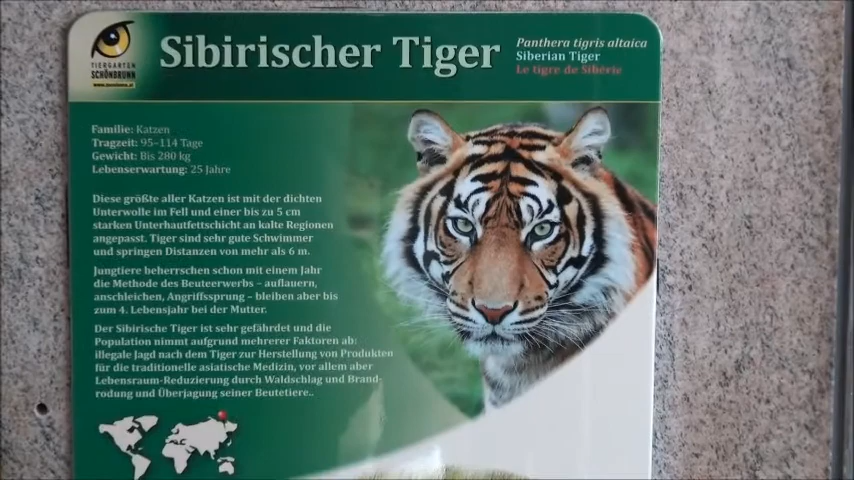 TIERGARTEN
SCHÖNBRUNN
Sibirischer Tiger
Panthera tigris altaica
Siberian Tiger
Le tigre de Sibérie
Familie: Katzen
Tragzeit: 95–114 Tage
Gewicht: Bis 280 kg
Lebenserwartung: 25 Jahre
Diese größte aller Katzen ist mit der dichten
Unterwolle im Fell und einer bis zu 5 cm
starken Unterhautfettschicht an kalte Regionen
angepasst. Tiger sind sehr gute Schwimmer
und springen Distanzen von mehr als 6 m.
Jungtiere beherrschen schon mit einem Jahr
die Methode des Beuteerwerbs – auflauern,
anschleichen, Angriffssprung – bleiben aber bis
zum 4. Lebensjahr bei der Mutter.
Der Sibirische Tiger ist sehr gefährdet und die
Population nimmt aufgrund mehrerer Faktoren ab:
illegale Jagd nach dem Tiger zur Herstellung von Produkten
für die traditionelle asiatische Medizin, vor allem aber
Lebensraum-Reduzierung durch Waldschlag und Brand-
rodung und Überjagung seiner Beutetiere..